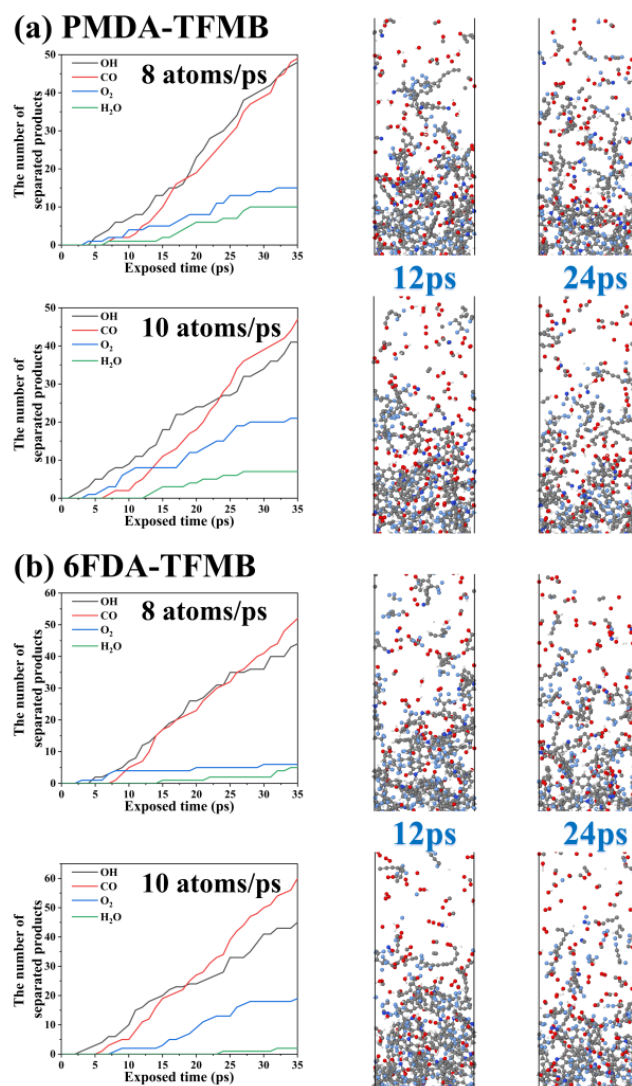 (a) PMDA-TFMB
8 atoms/ps
OH
CO
O₂
H₂O
The number of
separated products
50
40
30
20
10
0
0 5 10 15 20 25 30 35
Exposed time (ps)
12ps 24ps
10 atoms/ps
OH
CO
O₂
H₂O
The number of
separated products
50
40
30
20
10
0
0 5 10 15 20 25 30 35
Exposed time (ps)
(b) 6FDA-TFMB
8 atoms/ps
OH
CO
O₂
H₂O
The number of
separated products
60
50
40
30
20
10
0
0 5 10 15 20 25 30 35
Exposed time (ps)
12ps 24ps
10 atoms/ps
OH
CO
O₂
H₂O
The number of
separated products
60
50
40
30
20
10
0
0 5 10 15 20 25 30 35
Exposed time (ps)